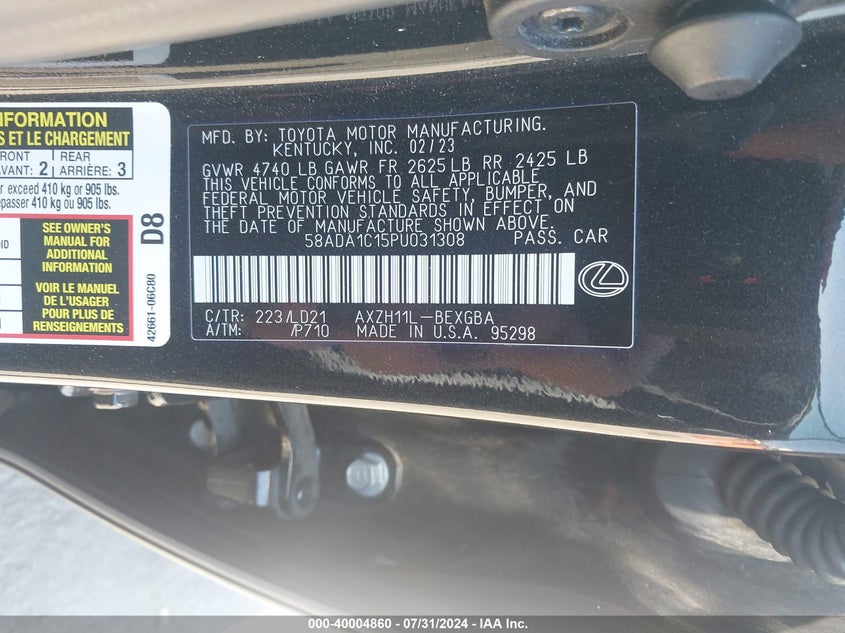 INFORMATION
ET LE CHARGEMENT
FRONT
AVANT: 2
REAR
ARRIÈRE: 3
exceed 410 kg or 905 lbs.
410 kg ou 905 lbs.
SEE OWNER'S
MANUAL FOR
ADDITIONAL
INFORMATION
VOIR LE MANUEL
DE L'USAGER
POUR PLUS DE
RENSEIGNEMENTS
42661-06C80
D8
MFD. BY: TOYOTA MOTOR MANUFACTURING.
KENTUCKY, INC. 02/23
GVWR 4740 LB GAWR FR 2625 LB RR 2425 LB
THIS VEHICLE CONFORMS TO ALL APPLICABLE
FEDERAL MOTOR VEHICLE SAFETY, BUMPER, AND
THEFT PREVENTION STANDARDS IN EFFECT ON
THE DATE OF MANUFACTURE SHOWN ABOVE.
58ADA1C15PU031308 PASS. CAR
C/TR: 223/LD21 AXZH11L-BEXGBA
A/TM: /P710 MADE IN U.S.A. 95298
000-40004860 - 07/31/2024 - IAA Inc.